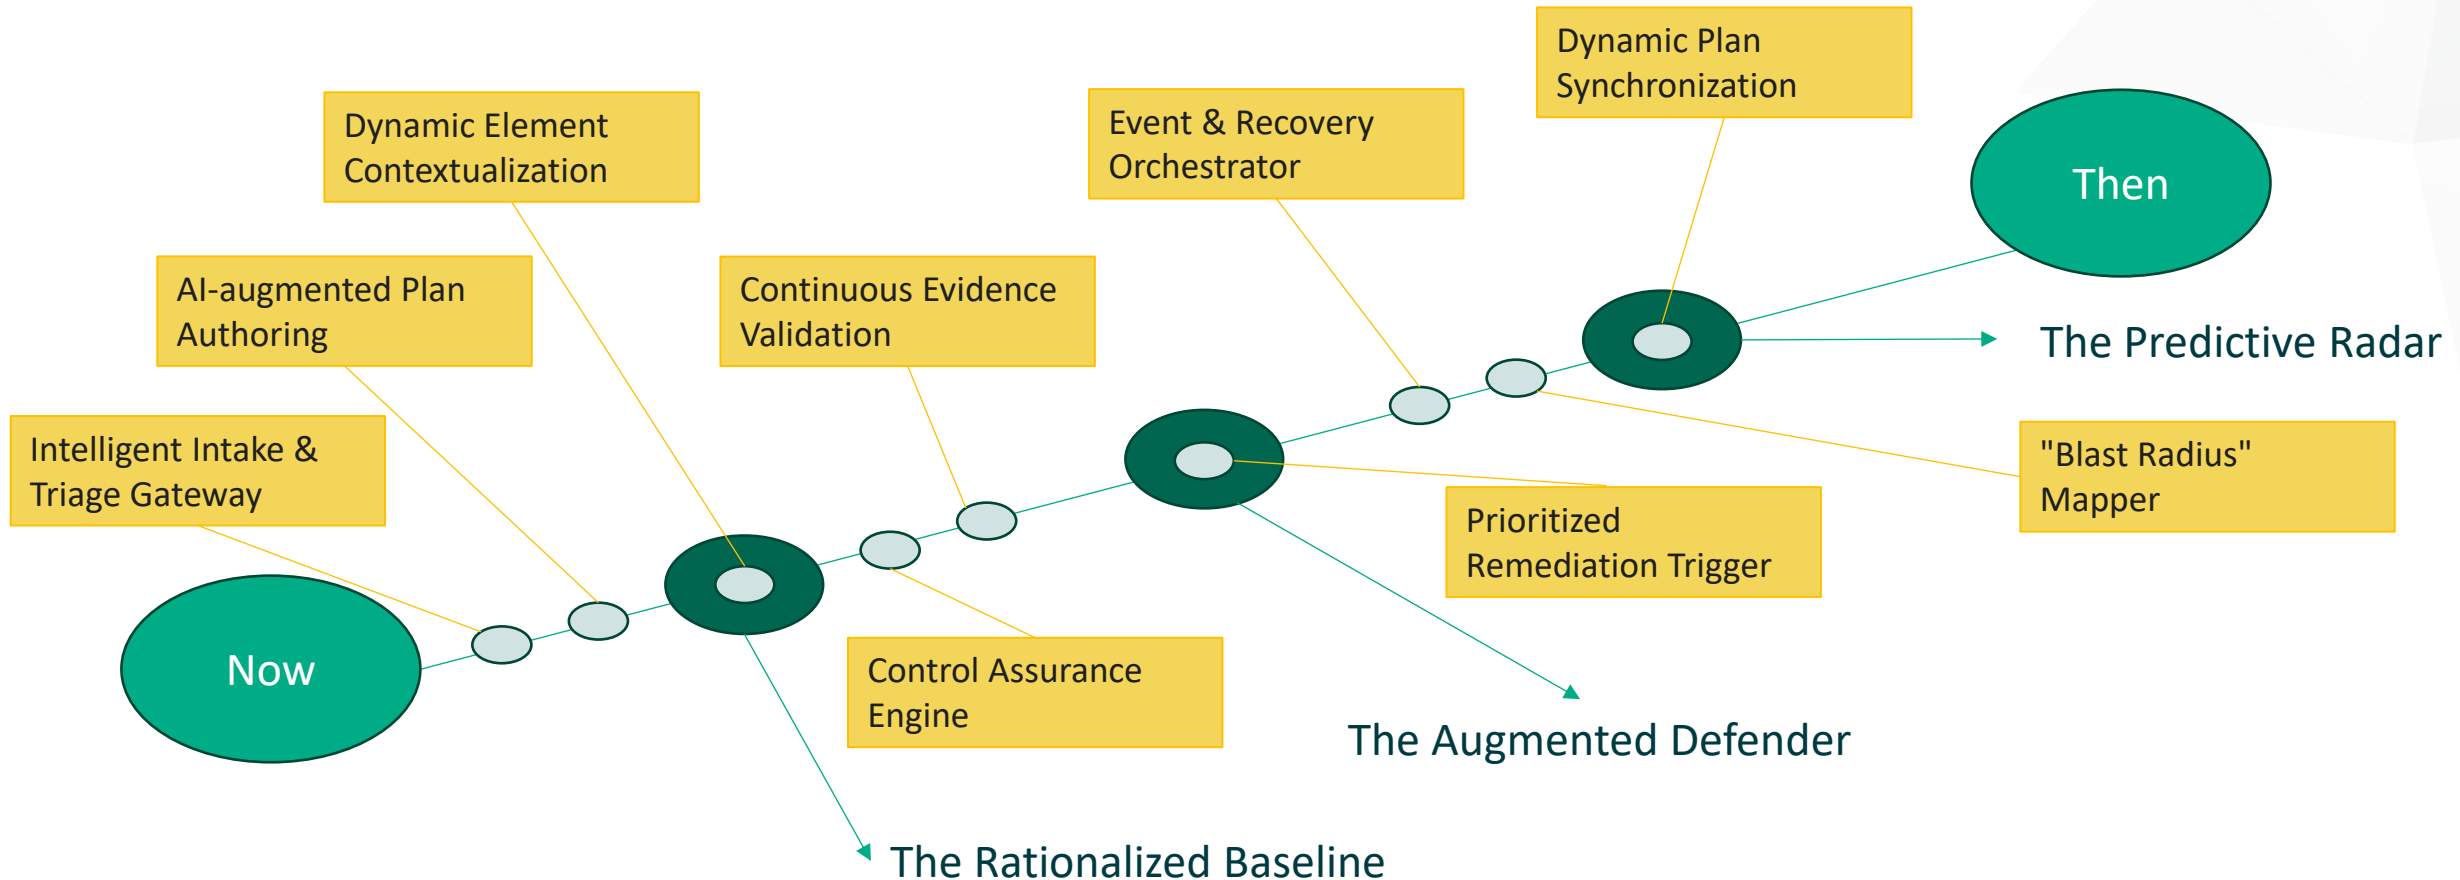 Dynamic Plan
Synchronization
Dynamic Element
Contextualization
Event & Recovery
Orchestrator
Then
AI-augmented Plan
Authoring
Continuous Evidence
Validation
The Predictive Radar
Intelligent Intake &
Triage Gateway
"Blast Radius"
Mapper
Prioritized
Remediation Trigger
Now
Control Assurance
Engine
The Augmented Defender
The Rationalized Baseline